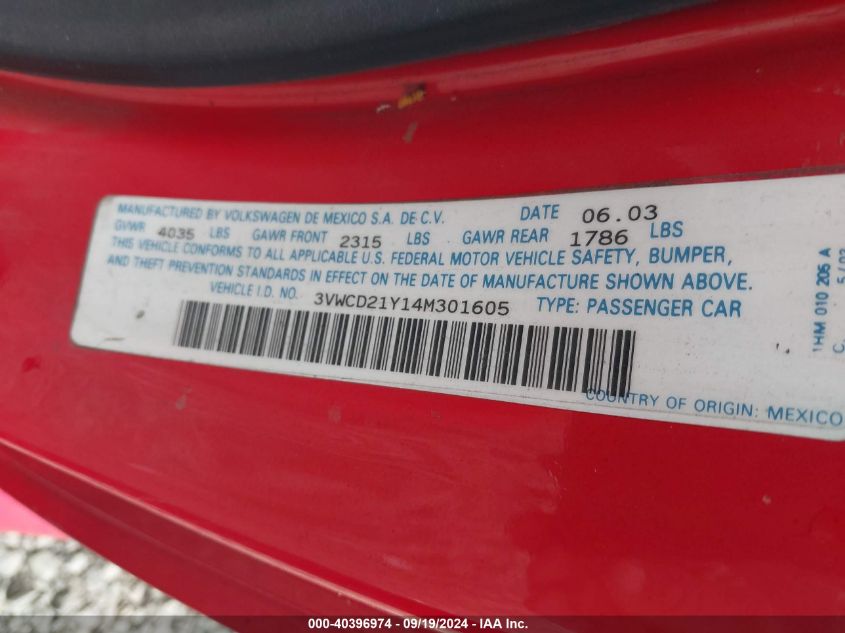 MANUFACTURED BY VOLKSWAGEN DE MEXICO S.A. DE C.V. DATE 06.03
GVWR 4035 LBS GAWR FRONT 2315 LBS GAWR REAR 1786 LBS
THIS VEHICLE CONFORMS TO ALL APPLICABLE U.S. FEDERAL MOTOR VEHICLE SAFETY, BUMPER,
AND THEFT PREVENTION STANDARDS IN EFFECT ON THE DATE OF MANUFACTURE SHOWN ABOVE.
VEHICLE I.D. NO. 3VWCD21Y14M301605 TYPE: PASSENGER CAR
COUNTRY OF ORIGIN: MEXICO
1HM 010 205 A
000-40396974 - 09/19/2024 - IAA Inc.